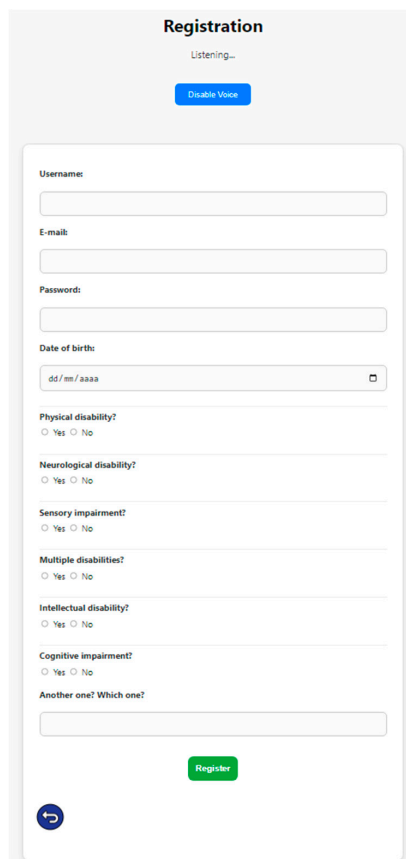 Registration
Listening...
Disable Voice
Username:
E-mail:
Password:
Date of birth:
dd/mm/aaaa
Physical disability?
Yes No
Neurological disability?
Yes No
Sensory impairment?
Yes No
Multiple disabilities?
Yes No
Intellectual disability?
Yes No
Cognitive impairment?
Yes No
Another one? Which one?
Register